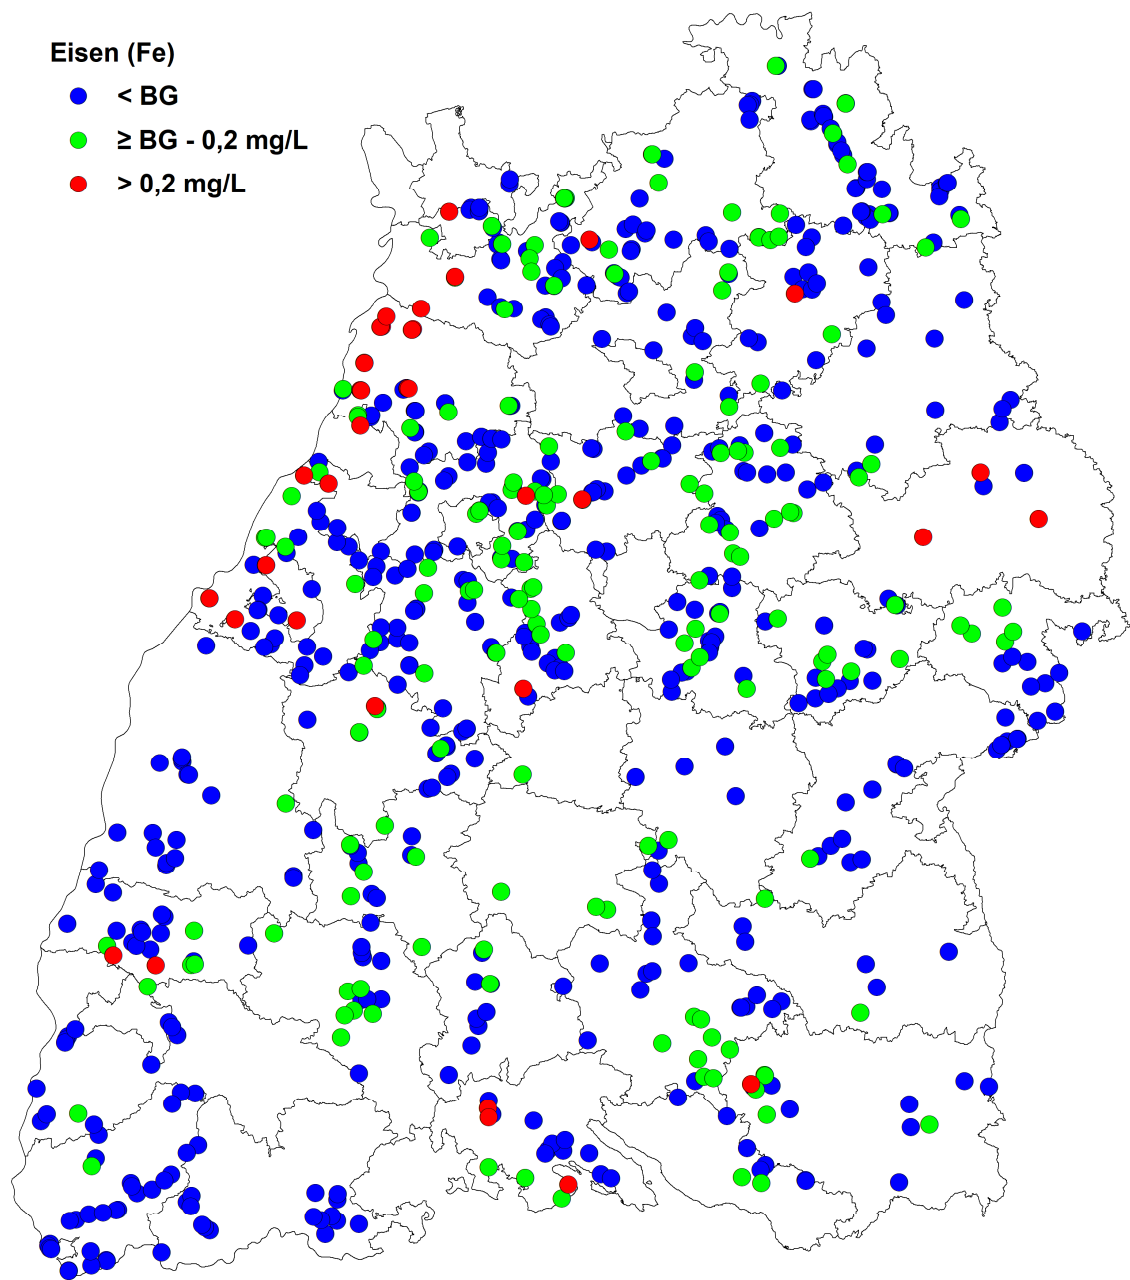 Eisen (Fe)
< BG
≥ BG - 0,2 mg/L
> 0,2 mg/L